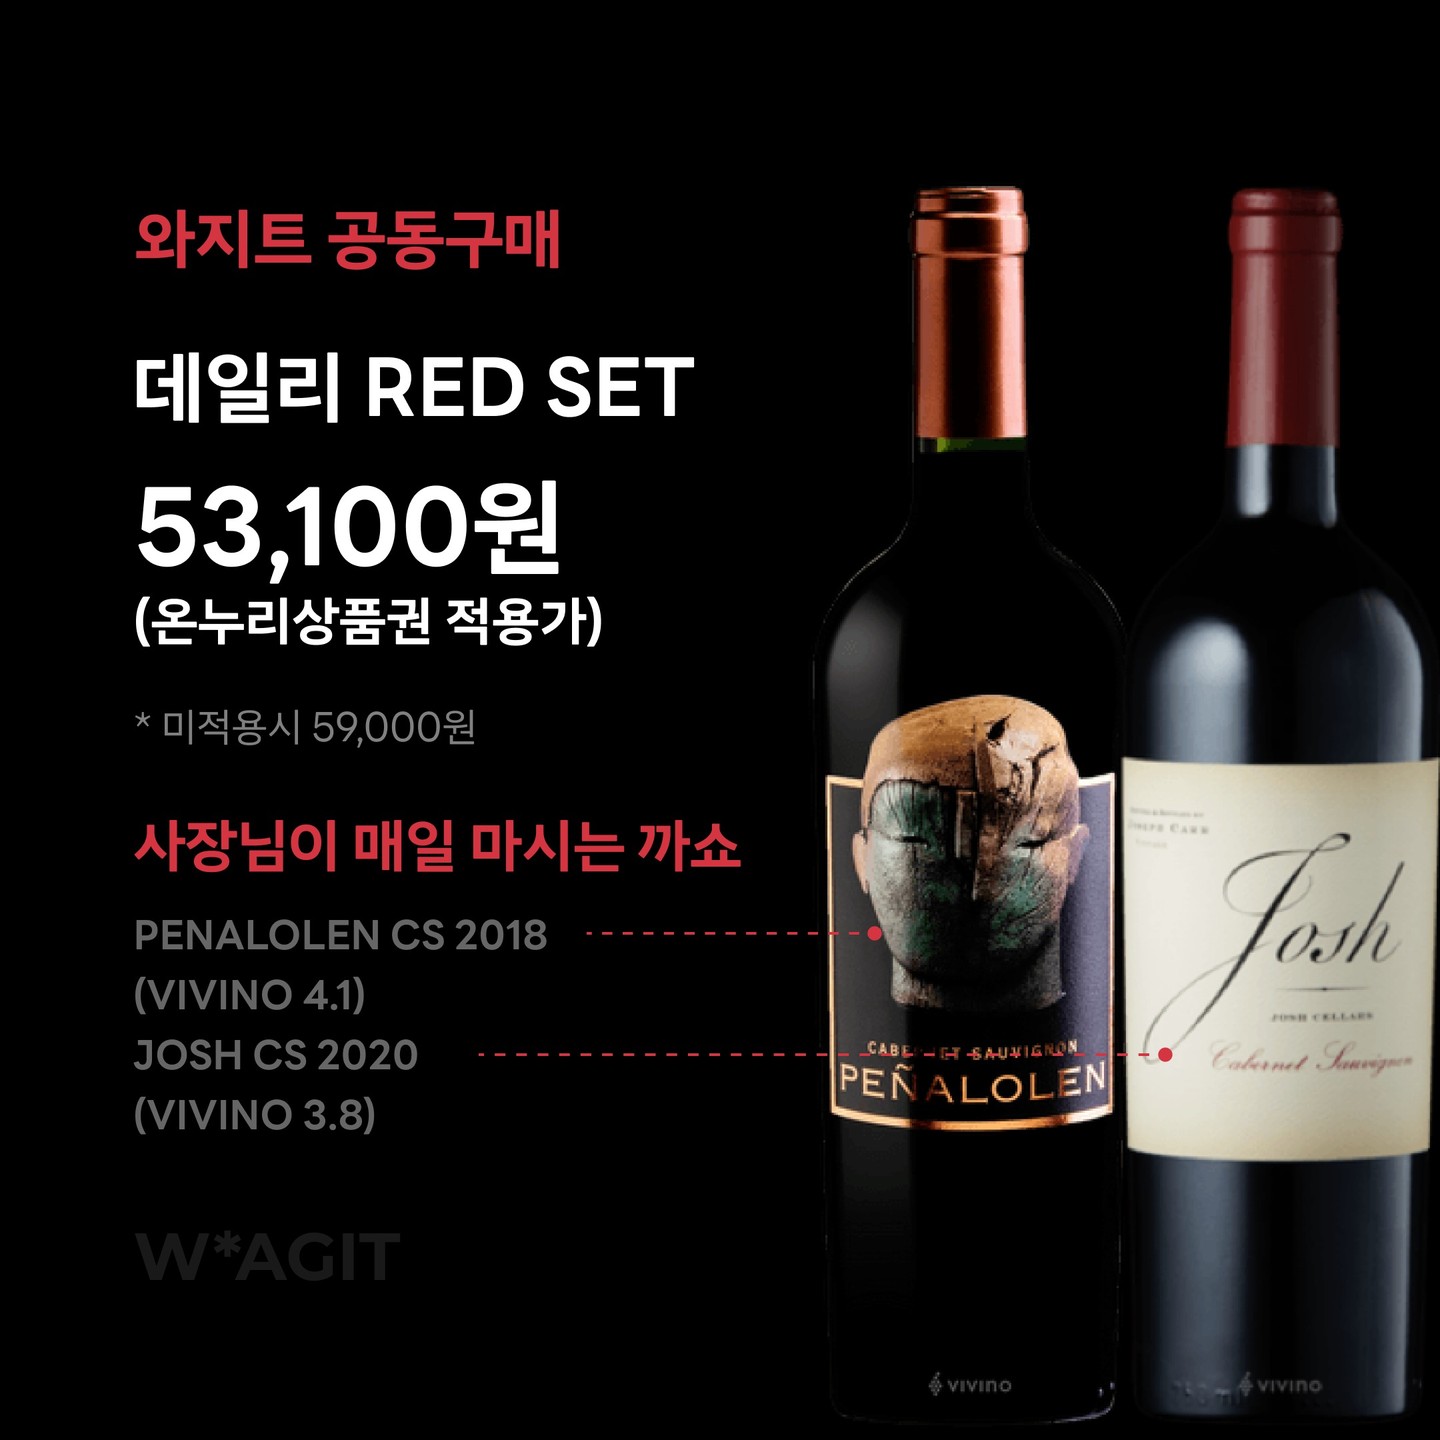 와지트 공동구매
데일리 RED SET
53,100원
(온누리상품권 적용가)
* 미적용시 59,000원
사장님이 매일 마시는 까쇼
PENALOLEN CS 2018
(VIVINO 4.1)
JOSH CS 2020
(VIVINO 3.8)
W*AGIT
CABERNET SAUVIGNON
PEÑALOLEN
vivino
JOSEPH CARR
Josh
JOSH CELLARS
Cabernet Sauvignon
vivino